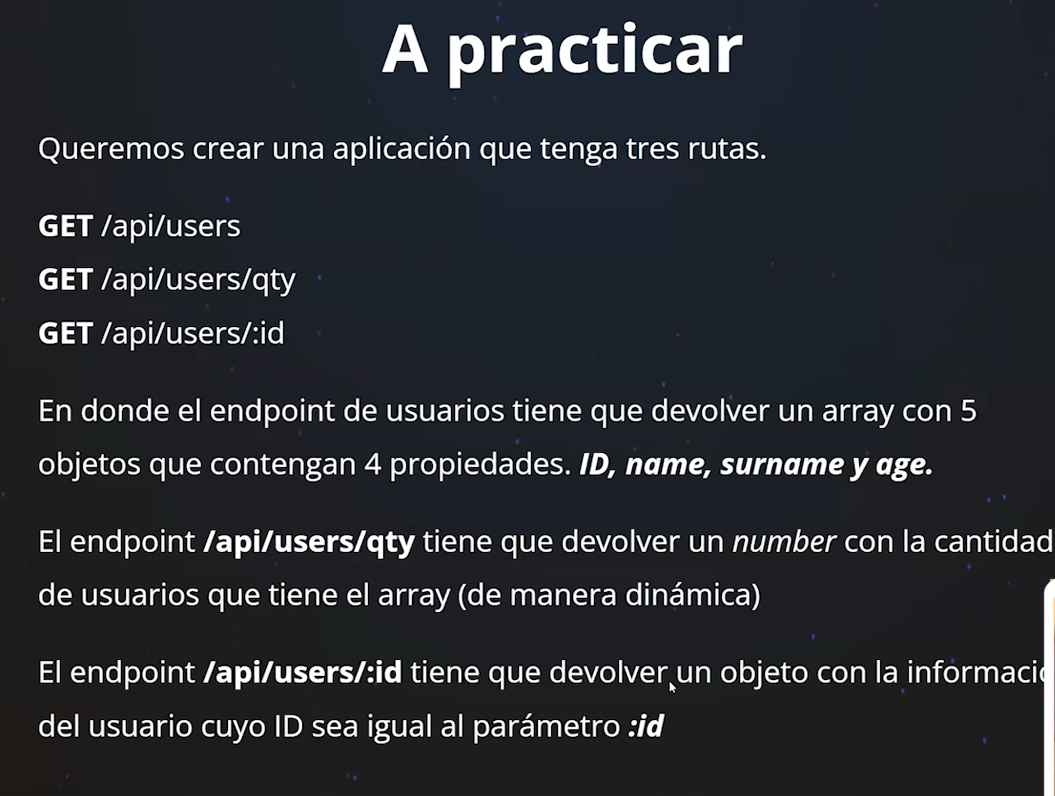 A practicar
Queremos crear una aplicación que tenga tres rutas.
GET /api/users
GET /api/users/qty
GET /api/users/:id
En donde el endpoint de usuarios tiene que devolver un array con 5
objetos que contengan 4 propiedades. ID, name, surname y age.
El endpoint /api/users/qty tiene que devolver un number con la cantidad
de usuarios que tiene el array (de manera dinámica)
El endpoint /api/users/:id tiene que devolver un objeto con la
del usuario cuyo ID sea igual al parámetro :id